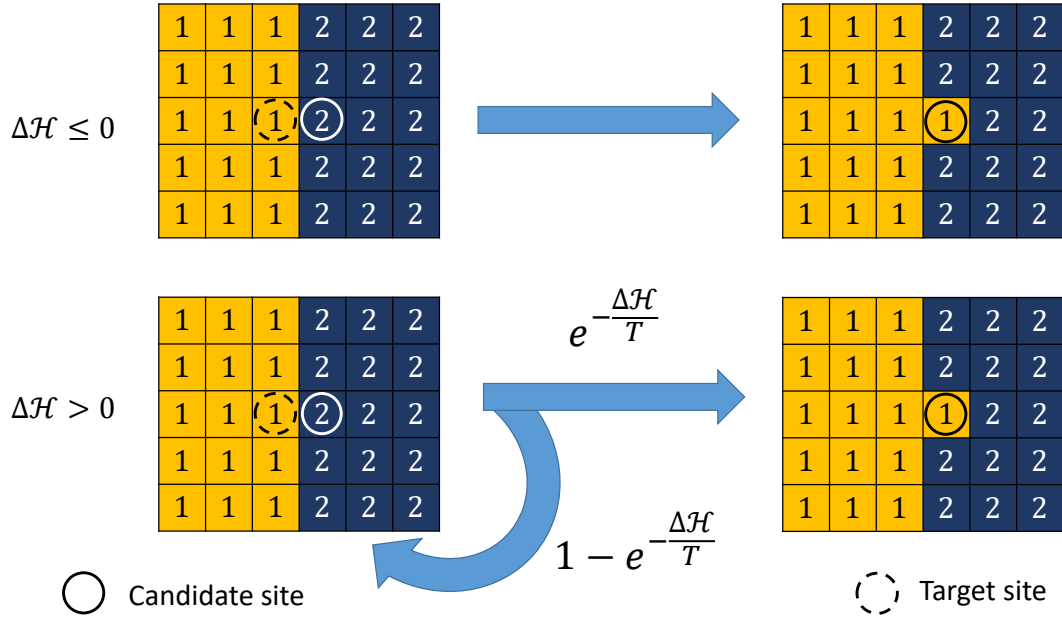 1 1 1 2 2 2 1 1 1 2 2 2
1 1 1 2 2 2 1 1 1 2 2 2
Δℋ ≤ 0 1 1 1 2 2 2 1 1 1 1 2 2
1 1 1 2 2 2 1 1 1 2 2 2
1 1 1 2 2 2 1 1 1 2 2 2
1 1 1 2 2 2 e^{-\frac{Δℋ}{T}} 1 1 1 2 2 2
1 1 1 2 2 2 1 1 1 2 2 2
Δℋ > 0 1 1 1 2 2 2 1 1 1 1 2 2
1 1 1 2 2 2 1 1 1 2 2 2
1 1 1 2 2 2 1 1 1 2 2 2
1 − e^{-\frac{Δℋ}{T}}
Candidate site Target site